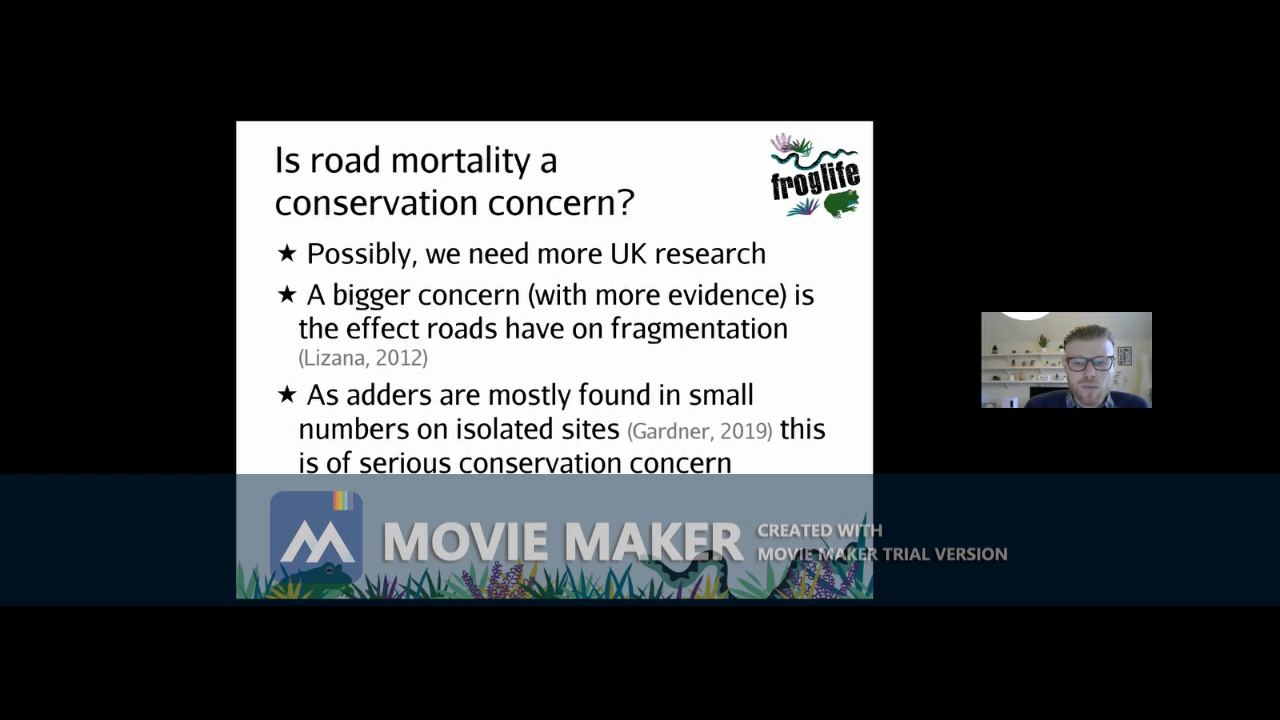 Is road mortality a
conservation concern?
froglife
★ Possibly, we need more UK research
★ A bigger concern (with more evidence) is
the effect roads have on fragmentation
(Lizana, 2012)
★ As adders are mostly found in small
numbers on isolated sites (Gardner, 2019) this
is of serious conservation concern
MOVIE MAKER
CREATED WITH
MOVIE MAKER TRIAL VERSION